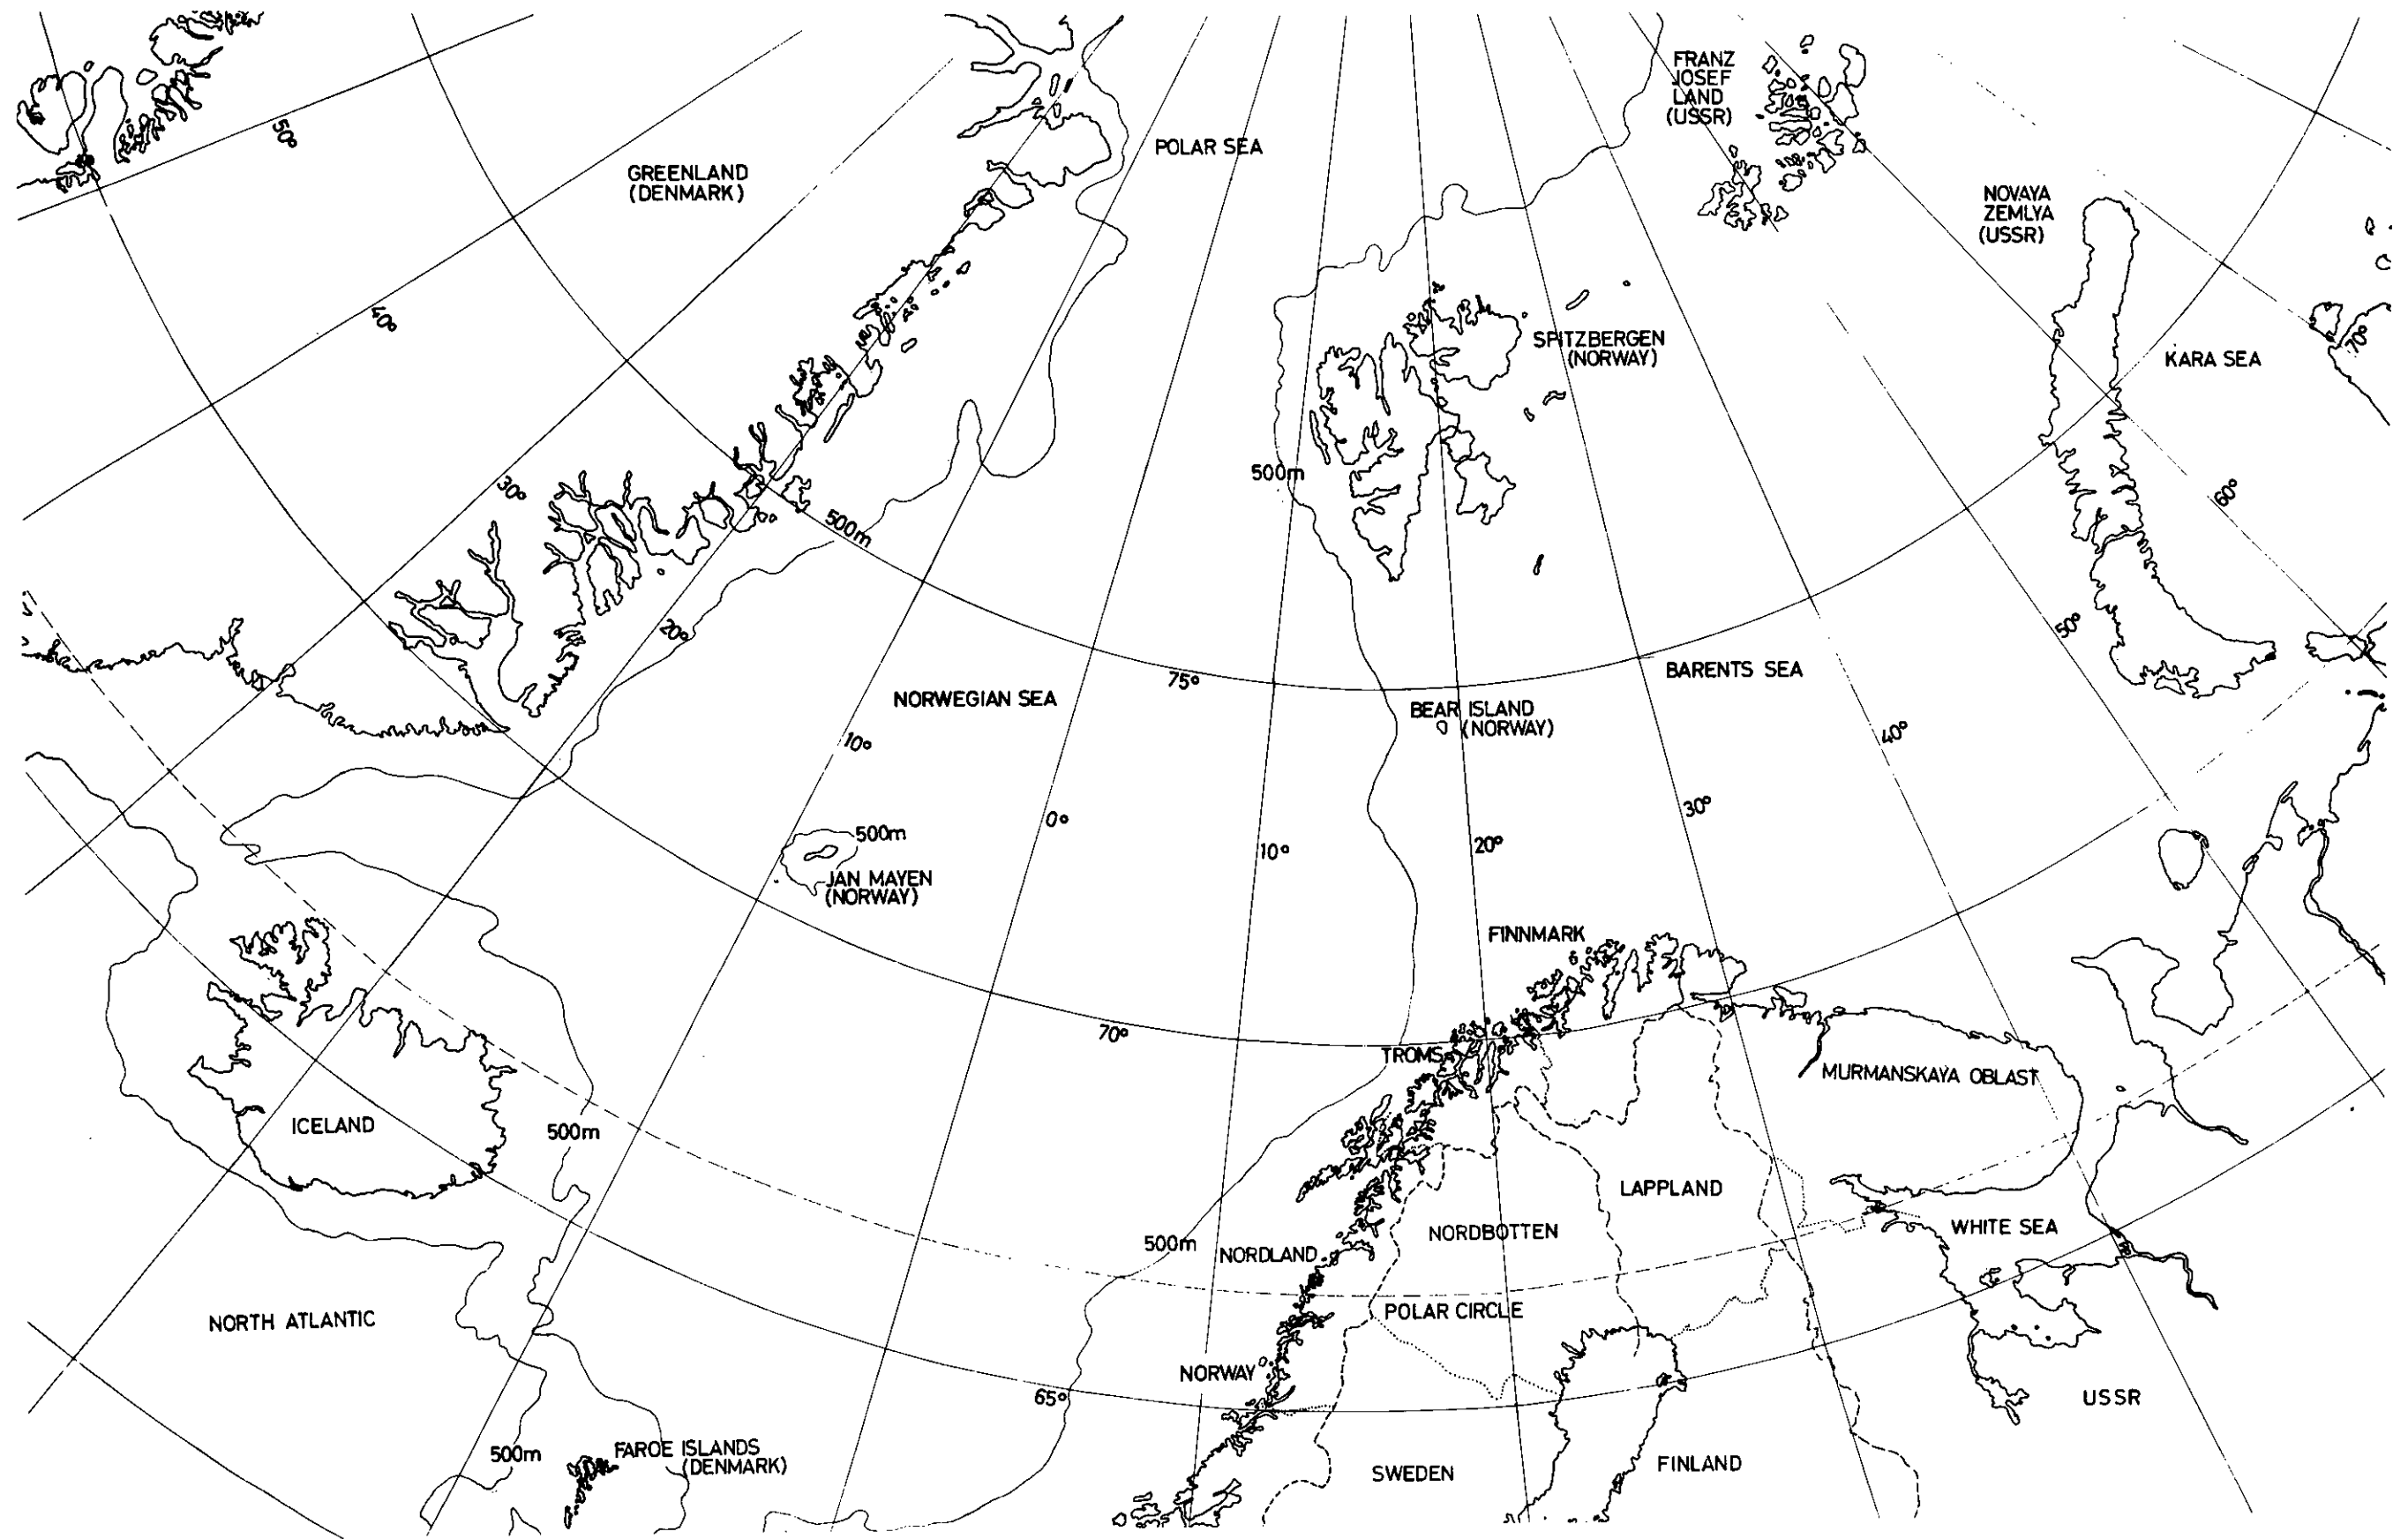 FRANZ
JOSEF
LAND
(USSR)
50°
POLAR SEA
GREENLAND
(DENMARK)
NOVAYA
ZEMLYA
(USSR)
40°
SPITZBERGEN
(NORWAY)
70°
KARA SEA
500m
30°
60°
500m
20°
50°
BARENTS SEA
75°
NORWEGIAN SEA
BEAR ISLAND
(NORWAY)
10°
40°
30°
0°
500m
20°
10°
JAN MAYEN
(NORWAY)
FINNMARK
70°
TROMS
MURMANSKAYA OBLAST
ICELAND
500m
LAPPLAND
WHITE SEA
NORDBOTTEN
500m
NORDLAND
POLAR CIRCLE
NORTH ATLANTIC
NORWAY
65°
USSR
FAROE ISLANDS
(DENMARK)
500m
FINLAND
SWEDEN